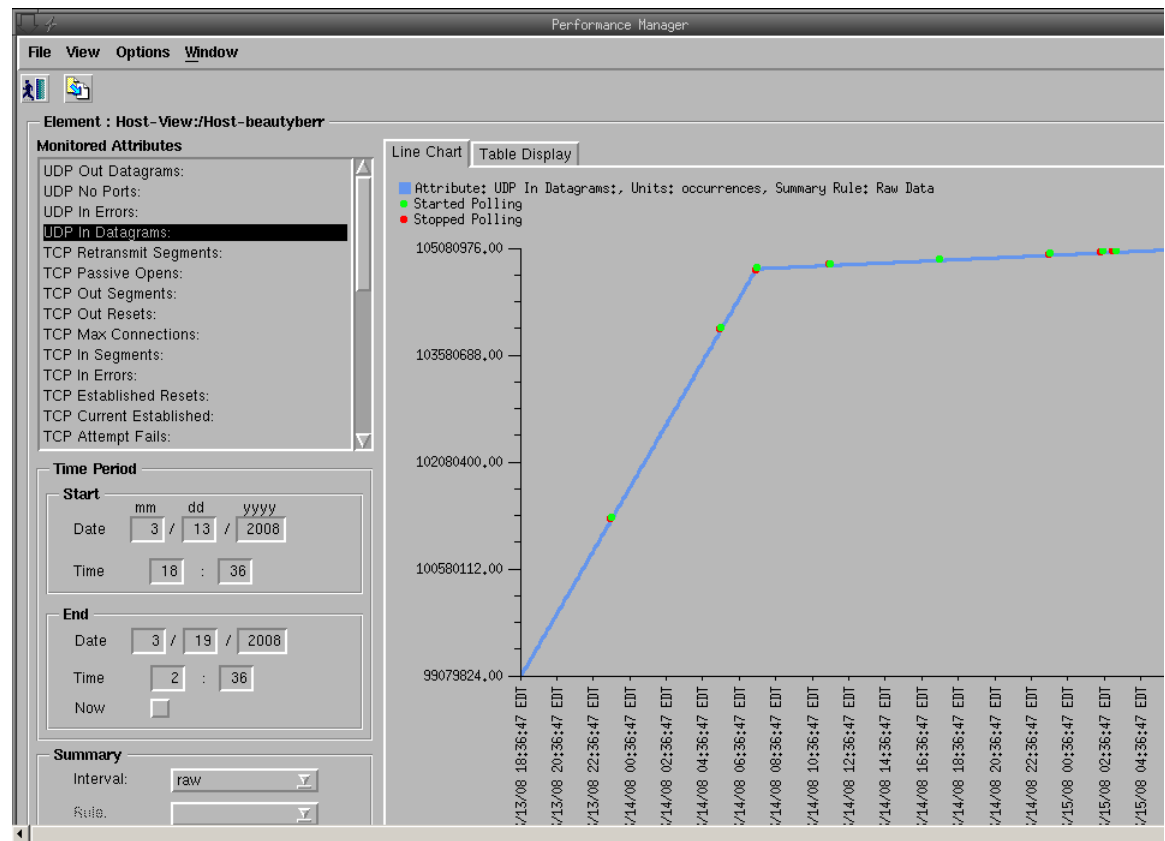 Performance Manager
File View Options Window
Element : Host-View:/Host-beautyberr
Monitored Attributes
UDP Out Datagrams:
UDP No Ports:
UDP In Errors:
UDP In Datagrams:
TCP Retransmit Segments:
TCP Passive Opens:
TCP Out Segments:
TCP Out Resets:
TCP Max Connections:
TCP In Segments:
TCP In Errors:
TCP Established Resets:
TCP Current Established:
TCP Attempt Fails:
Time Period
Start
mm dd yyyy
Date 3 / 13 / 2008
Time 18 : 36
End
Date 3 / 19 / 2008
Time 2 : 36
Now
Summary
Interval: raw
Rule.
Line Chart Table Display
Attribute: UDP In Datagrams:, Units: occurrences, Summary Rule: Raw Data
Started Polling
Stopped Polling
105080976.00
103580688.00
102080400.00
100580112.00
99079824.00
/13/08 18:36:47 EDT
/13/08 20:36:47 EDT
/13/08 22:36:47 EDT
/14/08 00:36:47 EDT
/14/08 02:36:47 EDT
/14/08 04:36:47 EDT
/14/08 06:36:47 EDT
/14/08 08:36:47 EDT
/14/08 10:36:47 EDT
/14/08 12:36:47 EDT
/14/08 14:36:47 EDT
/14/08 16:36:47 EDT
/14/08 18:36:47 EDT
/14/08 20:36:47 EDT
/14/08 22:36:47 EDT
/15/08 00:36:47 EDT
/15/08 02:36:47 EDT
/15/08 04:36:47 EDT